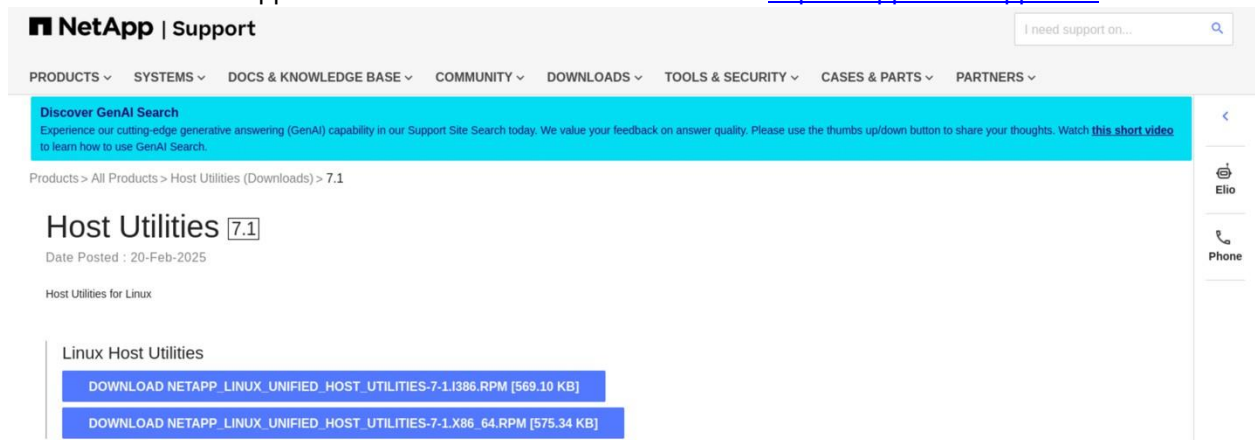 NetApp | Support
I need support on...
PRODUCTS SYSTEMS DOCS & KNOWLEDGE BASE COMMUNITY DOWNLOADS TOOLS & SECURITY CASES & PARTS PARTNERS
Discover GenAI Search
Experience our cutting-edge generative answering (GenAI) capability in our Support Site Search today. We value your feedback on answer quality. Please use the thumbs up/down button to share your thoughts. Watch this short video
to learn how to use GenAI Search.
Products > All Products > Host Utilities (Downloads) > 7.1
Elio
Host Utilities 7.1
Date Posted : 20-Feb-2025
Phone
Host Utilities for Linux
Linux Host Utilities
DOWNLOAD NETAPP_LINUX_UNIFIED_HOST_UTILITIES-7-1.I386.RPM [569.10 KB]
DOWNLOAD NETAPP_LINUX_UNIFIED_HOST_UTILITIES-7-1.X86_64.RPM [575.34 KB]